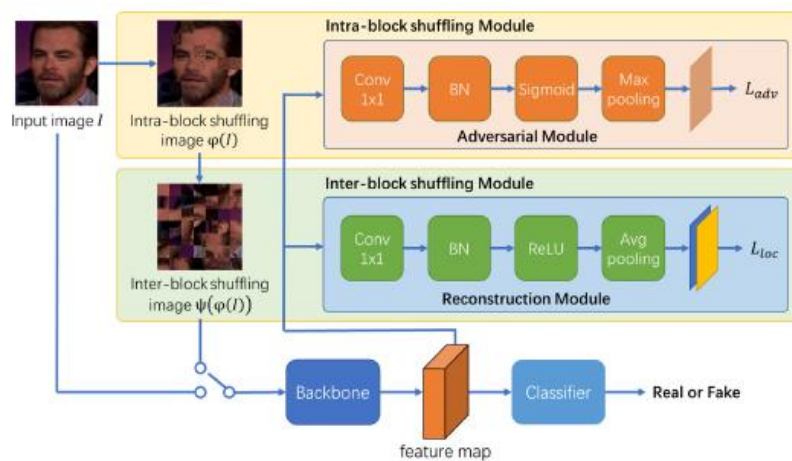 Intra-block shuffling Module
Input image I
Intra-block shuffling
image φ(I)
Conv
1x1
BN
Sigmoid
Max
pooling
L_adv
Adversarial Module
Inter-block shuffling Module
Inter-block shuffling
image ψ(φ(I))
Conv
1x1
BN
ReLU
Avg
pooling
L_loc
Reconstruction Module
Backbone
feature map
Classifier
Real or Fake